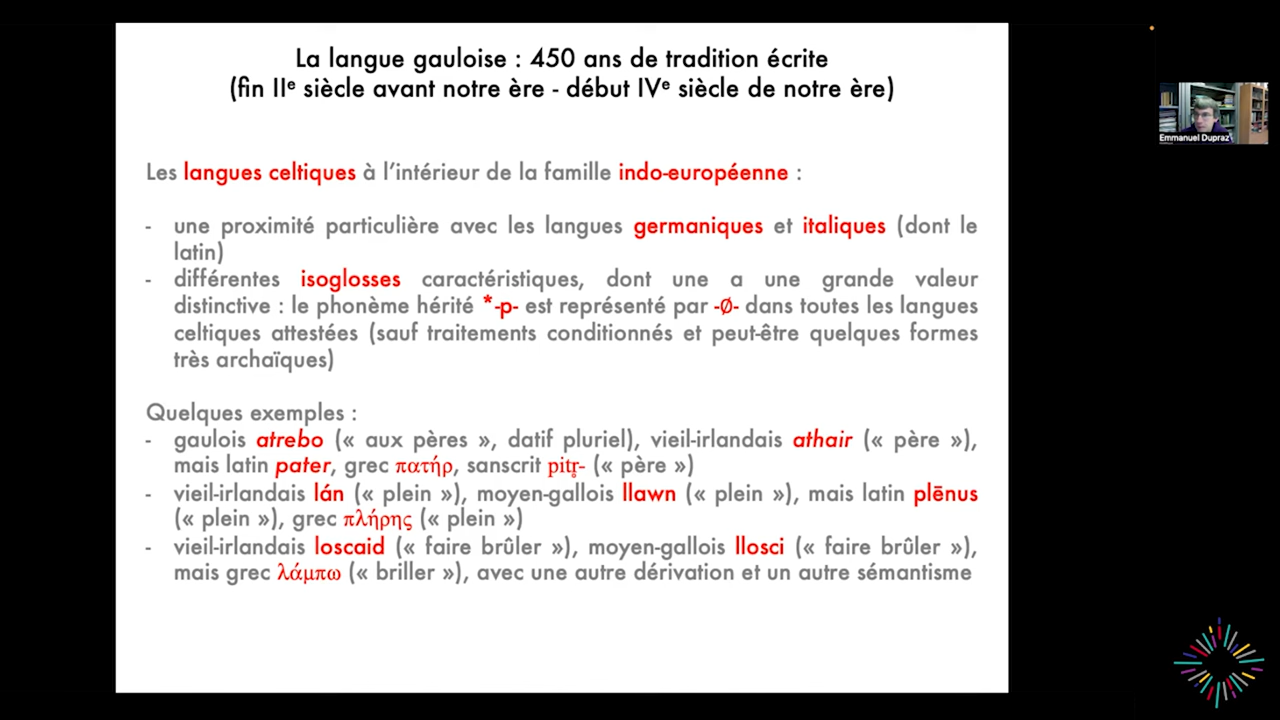 La langue gauloise : 450 ans de tradition écrite
(fin IIᵉ siècle avant notre ère - début IVᵉ siècle de notre ère)
Emmanuel Dupraz
Les langues celtiques à l'intérieur de la famille indo-européenne :
- une proximité particulière avec les langues germaniques et italiques (dont le
latin)
- différentes isoglosses caractéristiques, dont une a une grande valeur
distinctive : le phonème hérité *-p- est représenté par -Ø- dans toutes les langues
celtiques attestées (sauf traitements conditionnés et peut-être quelques formes
très archaïques)
Quelques exemples :
- gaulois atrebo (« aux pères », datif pluriel), vieil-irlandais athair (« père »),
mais latin pater, grec πατήρ, sanscrit pitr̥- (« père »)
- vieil-irlandais lán (« plein »), moyen-gallois llawn (« plein »), mais latin plēnus
(« plein »), grec πλήρης (« plein »)
- vieil-irlandais loscaid (« faire brûler »), moyen-gallois llosci (« faire brûler »),
mais grec λάμπω (« briller »), avec une autre dérivation et un autre sémantisme